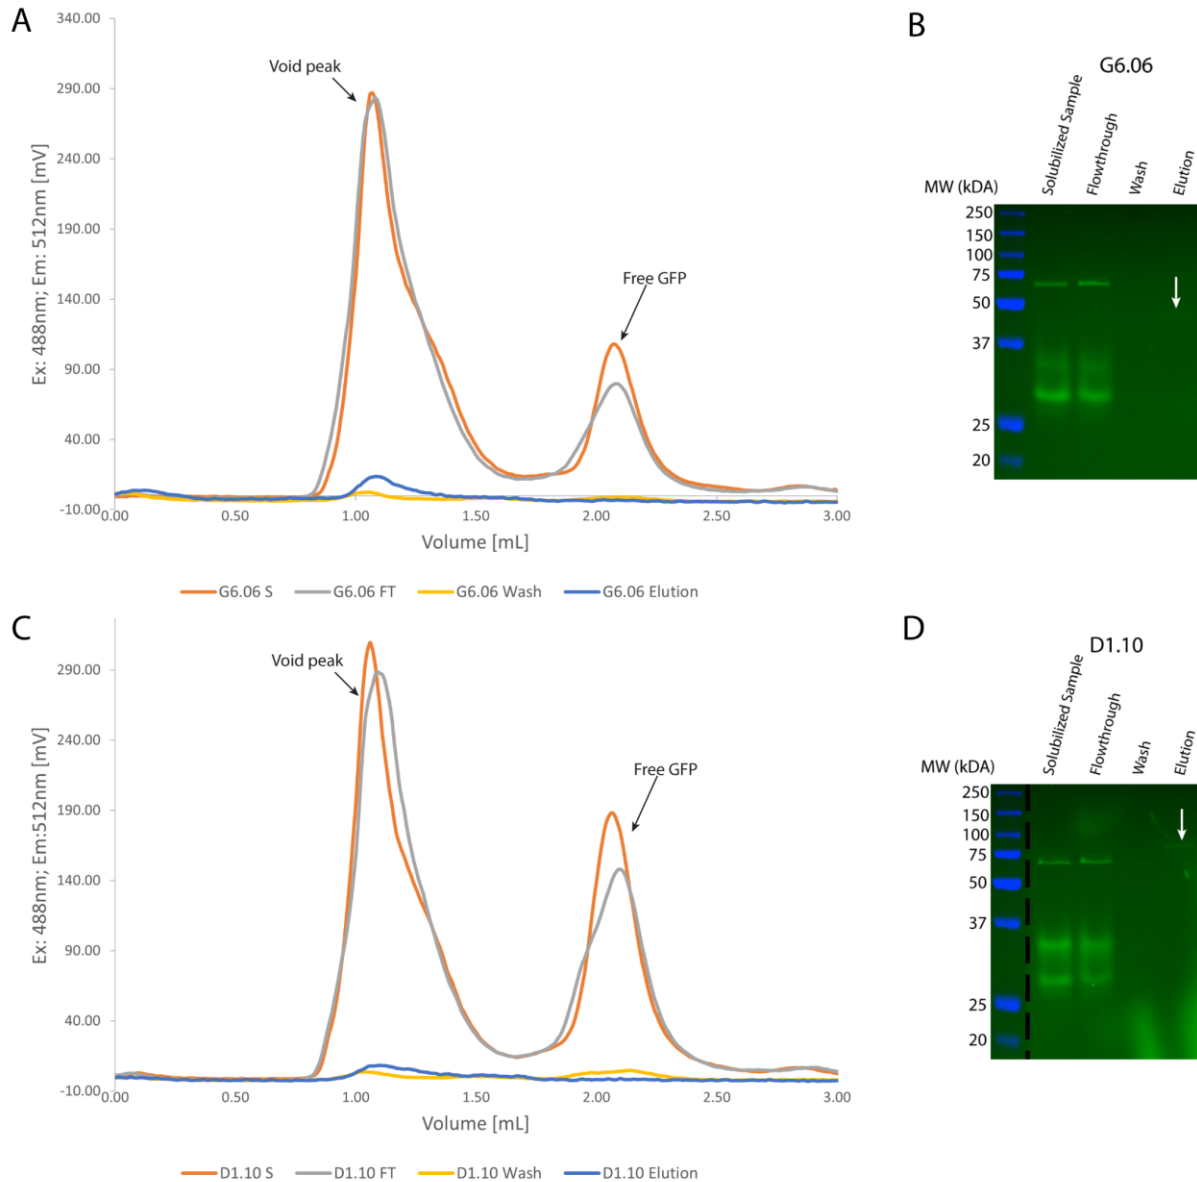 A
340.00
290.00
240.00
190.00
140.00
90.00
40.00
-10.00
Ex: 488nm; Em: 512nm [mV]
Void peak
Free GFP
0.00 0.50 1.00 1.50 2.00 2.50 3.00
Volume [mL]
G6.06 S G6.06 FT G6.06 Wash G6.06 Elution
B
G6.06
Solubilized Sample
Flowthrough
Wash
Elution
MW (kDA)
250
150
100
75
50
37
25
20
C
290.00
240.00
190.00
140.00
90.00
40.00
-10.00
Ex: 488nm; Em:512nm [mV]
Void peak
Free GFP
0.00 0.50 1.00 1.50 2.00 2.50 3.00
Volume [mL]
D1.10 S D1.10 FT D1.10 Wash D1.10 Elution
D
D1.10
Solubilized Sample
Flowthrough
Wash
Elution
MW (kDA)
250
150
100
75
50
37
25
20